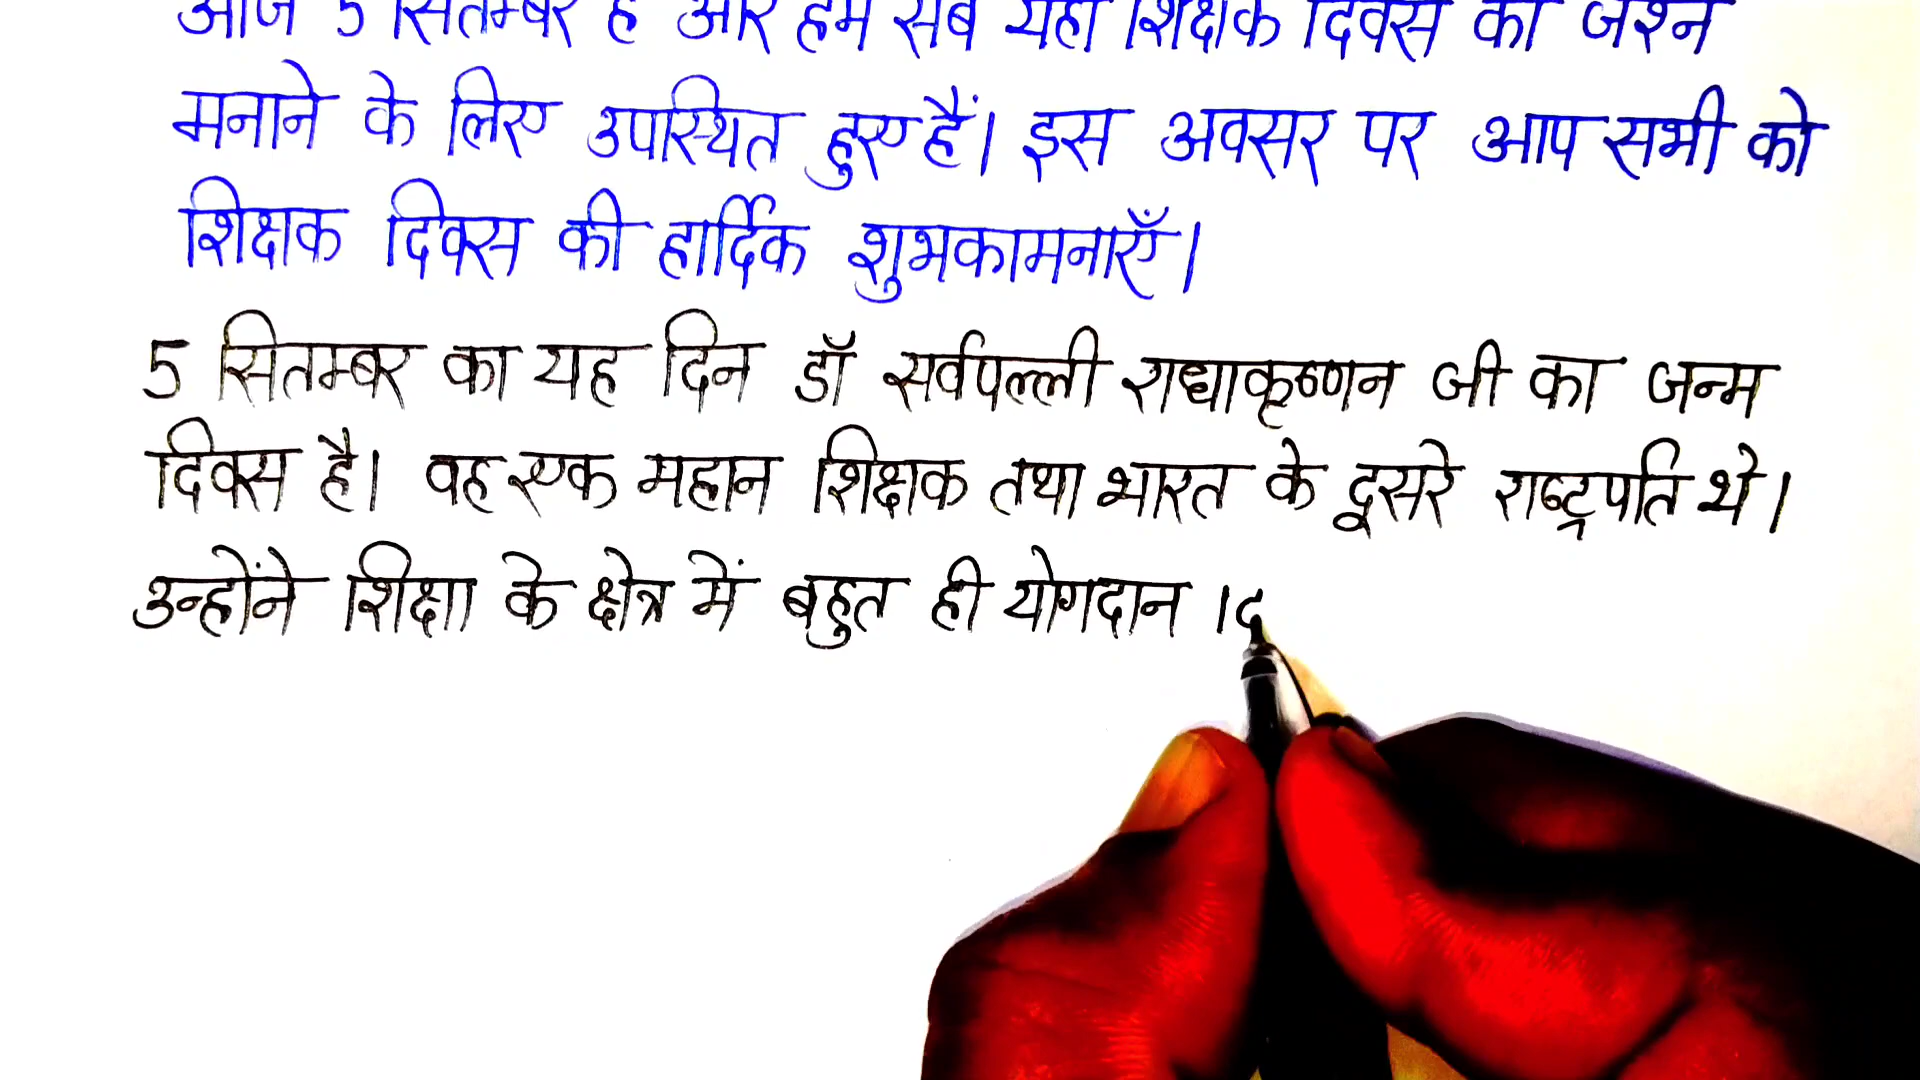 आज 5 सितम्बर है और हम सब यहाँ शिक्षक दिवस का जश्न
मनाने के लिए उपस्थित हुए हैं। इस अवसर पर आप सभी को
शिक्षक दिवस की हार्दिक शुभकामनाएँ।
5 सितम्बर का यह दिन डॉ सर्वपल्ली राधाकृष्णन जी का जन्म
दिवस है। वह एक महान शिक्षक तथा भारत के दूसरे राष्ट्रपति थे।
उन्होंने शिक्षा के क्षेत्र में बहुत ही योगदान